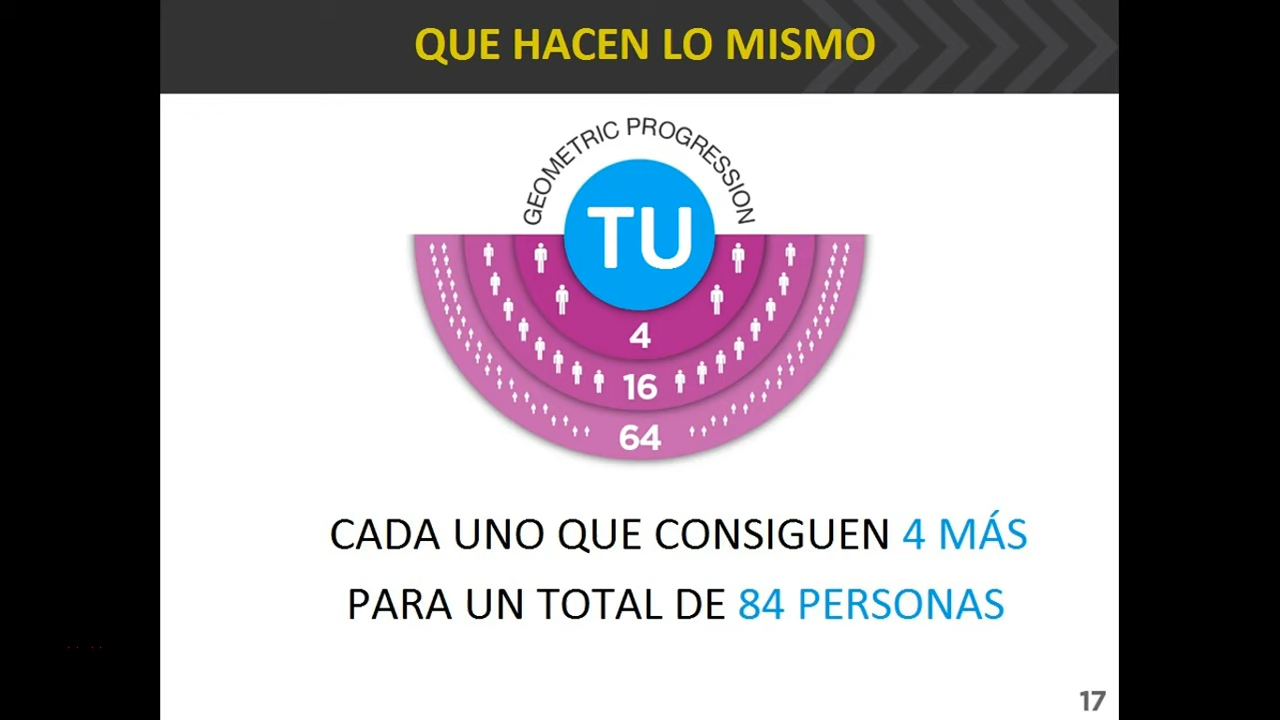 QUE HACEN LO MISMO
GEOMETRIC PROGRESSION
TU
4
16
64
CADA UNO QUE CONSIGUEN 4 MÁS
PARA UN TOTAL DE 84 PERSONAS
17